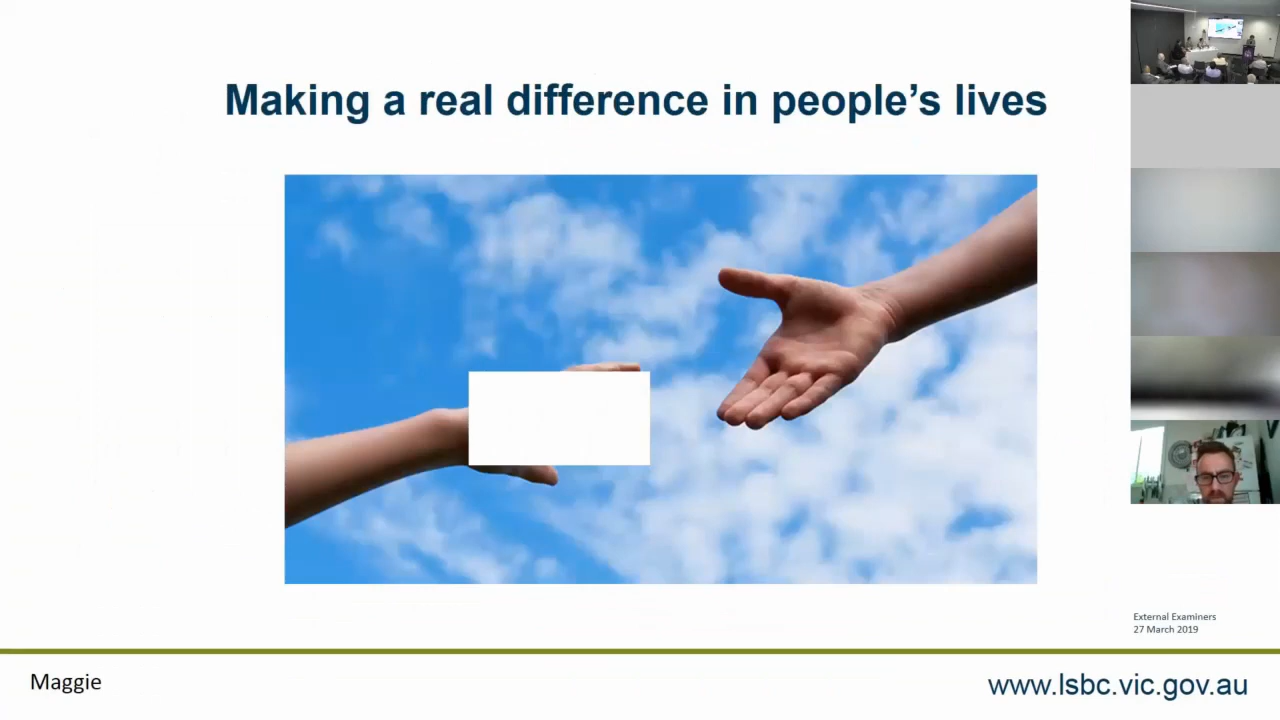 Making a real difference in people’s lives
External Examiners
27 March 2019
Maggie
www.lsbc.vic.gov.au